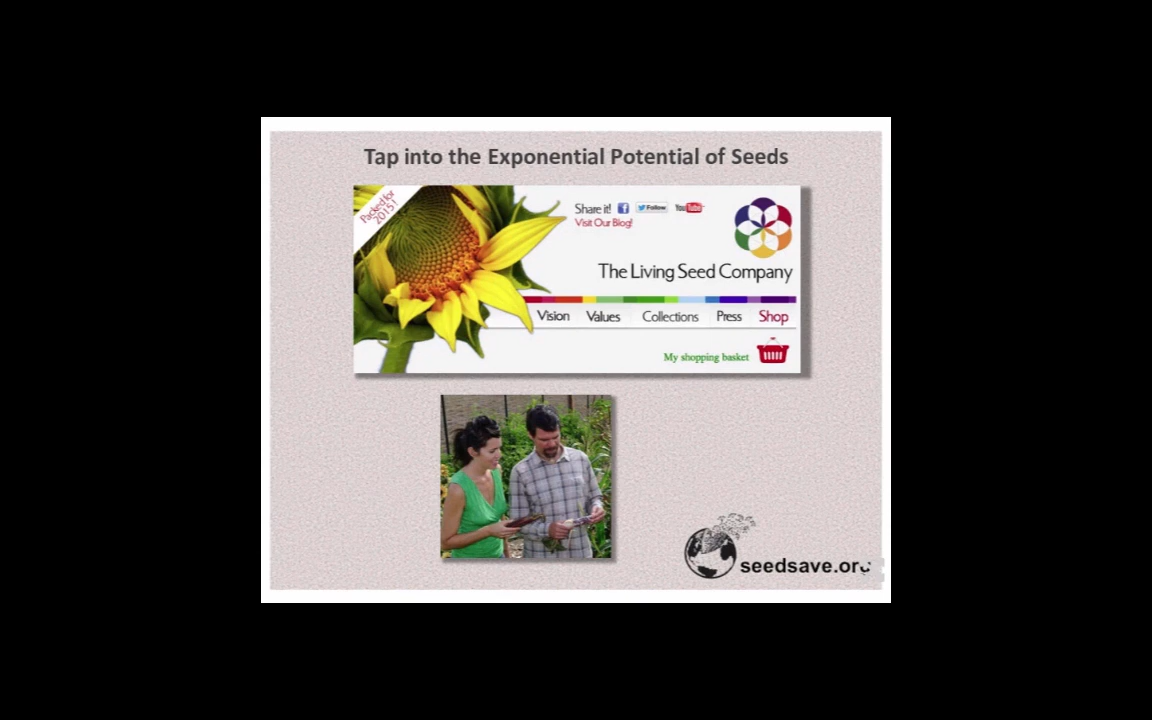 Tap into the Exponential Potential of Seeds
Packed for
2015!
Share it! f Follow YouTube
Visit Our Blog!
The Living Seed Company
Vision Values Collections Press Shop
My shopping basket
seedsave.org